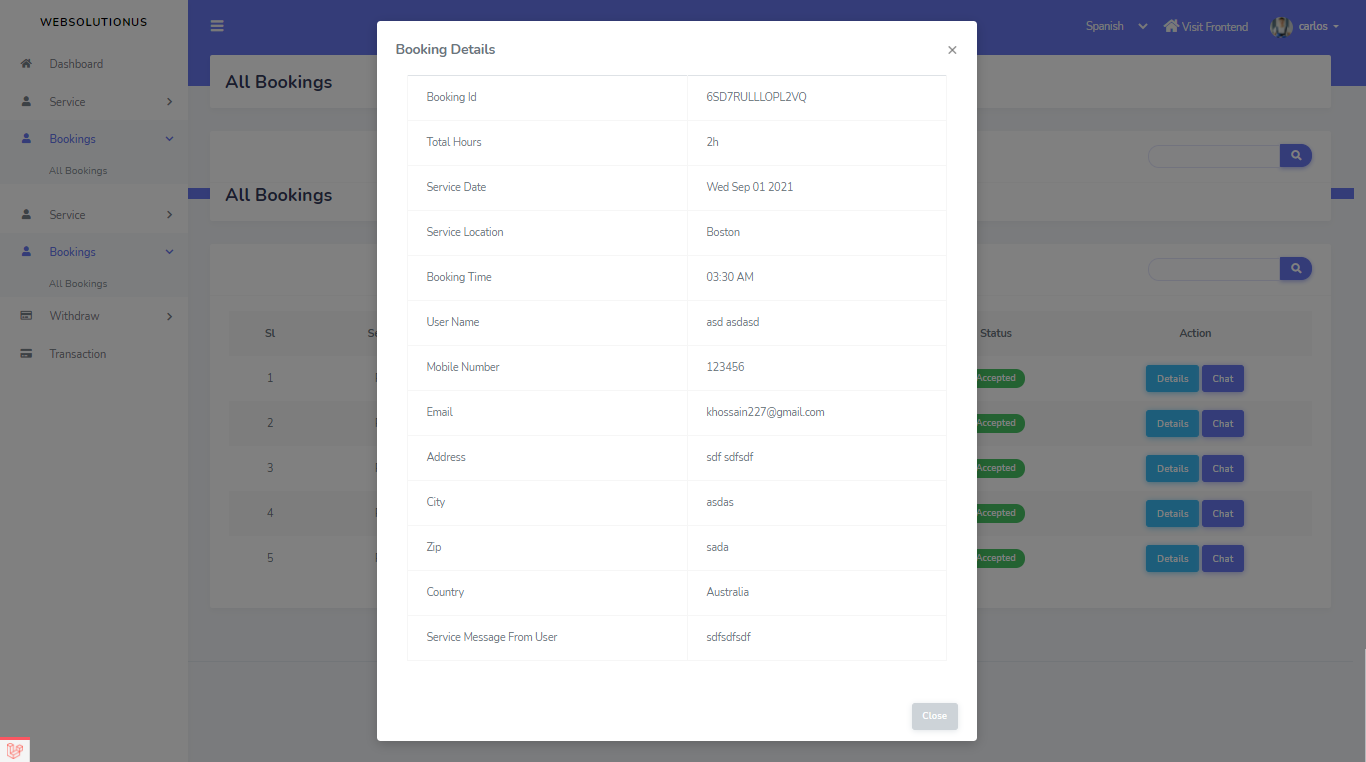 WEBSOLUTIONUS
Dashboard
Service
Bookings
All Bookings
Service
Bookings
All Bookings
Withdraw
Transaction
Spanish
Visit Frontend
carlos
All Bookings
All Bookings
Booking Details
×
Booking Id 6SD7RULLLOPL2VQ
Total Hours 2h
Service Date Wed Sep 01 2021
Service Location Boston
Booking Time 03:30 AM
User Name asd asdasd
Mobile Number 123456
Email khossain227@gmail.com
Address sdf sdfsdf
City asdas
Zip sada
Country Australia
Service Message From User sdfsdfsdf
Close
Sl Status Action
1 Accepted Details Chat
2 Accepted Details Chat
3 Accepted Details Chat
4 Accepted Details Chat
5 Accepted Details Chat